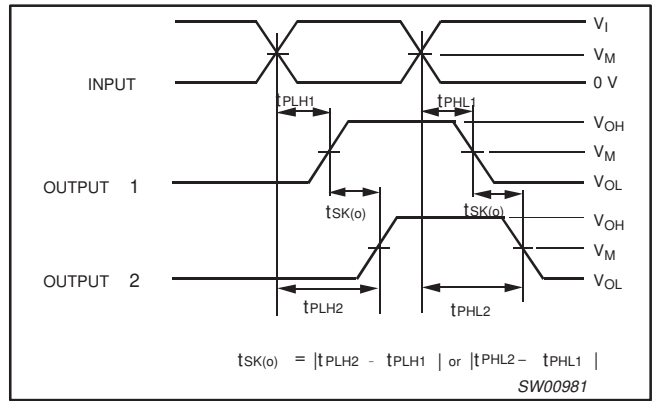 VI
VM
INPUT
0 V
tPLH1
tPHL1
VOH
VM
OUTPUT 1
VOL
tSK(o)
tSK(o)
VOH
VM
OUTPUT 2
VOL
tPLH2
tPHL2
tSK(o) = |tPLH2 - tPLH1 | or |tPHL2 – tPHL1 |
SW00981